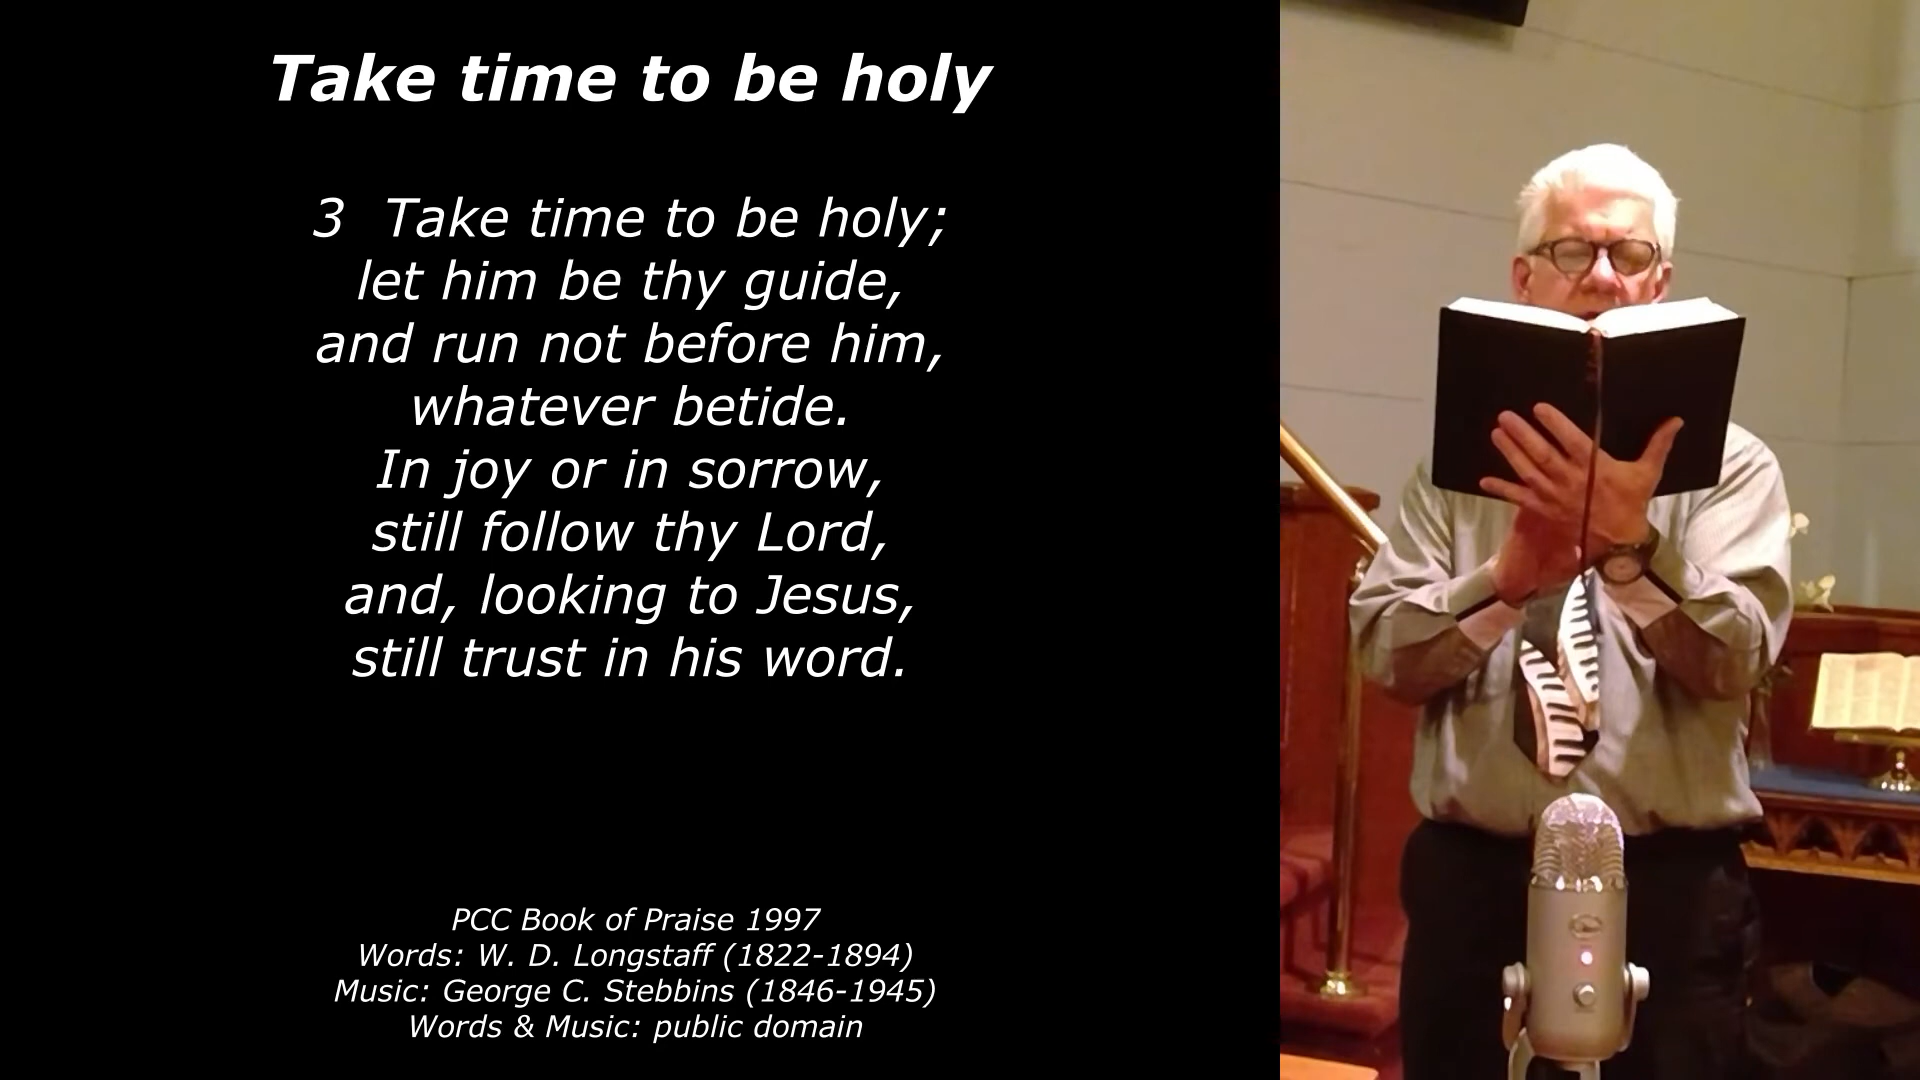 Take time to be holy
3 Take time to be holy;
let him be thy guide,
and run not before him,
whatever betide.
In joy or in sorrow,
still follow thy Lord,
and, looking to Jesus,
still trust in his word.
PCC Book of Praise 1997
Words: W. D. Longstaff (1822-1894)
Music: George C. Stebbins (1846-1945)
Words & Music: public domain